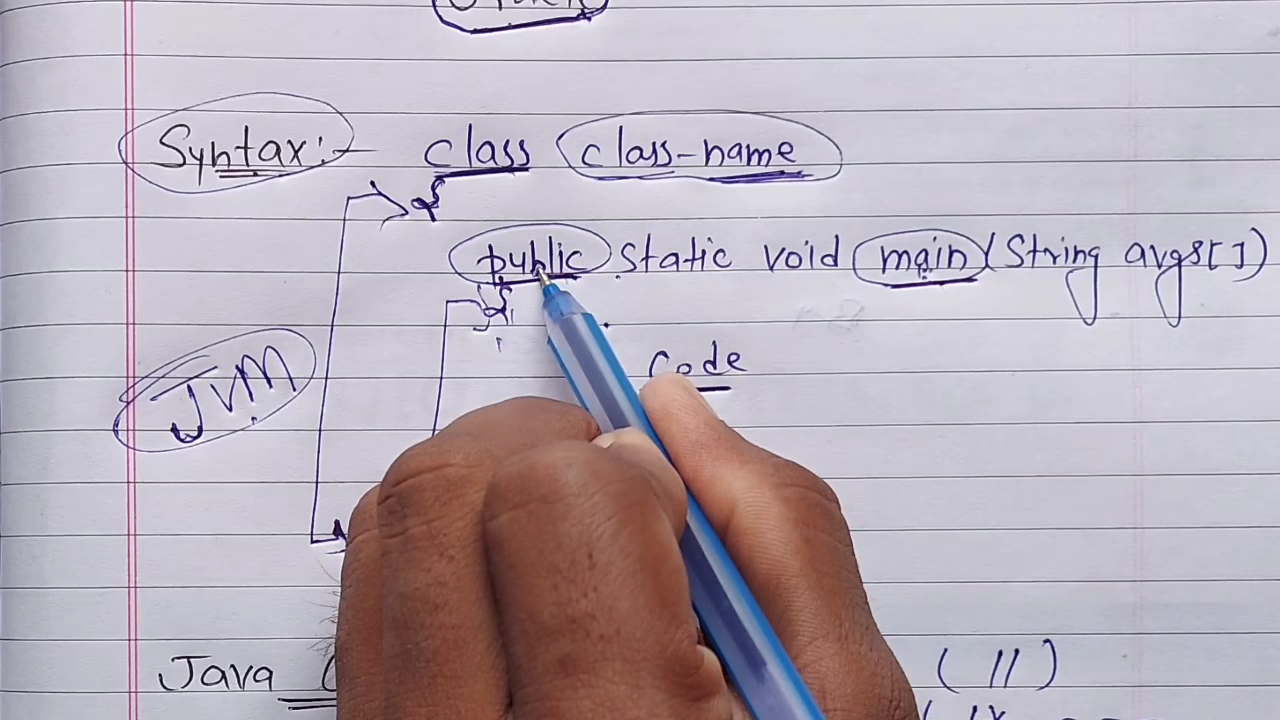 Syntax:- class class-name
{
public static void main(String args[])
{
Code
JVM
Java (//)